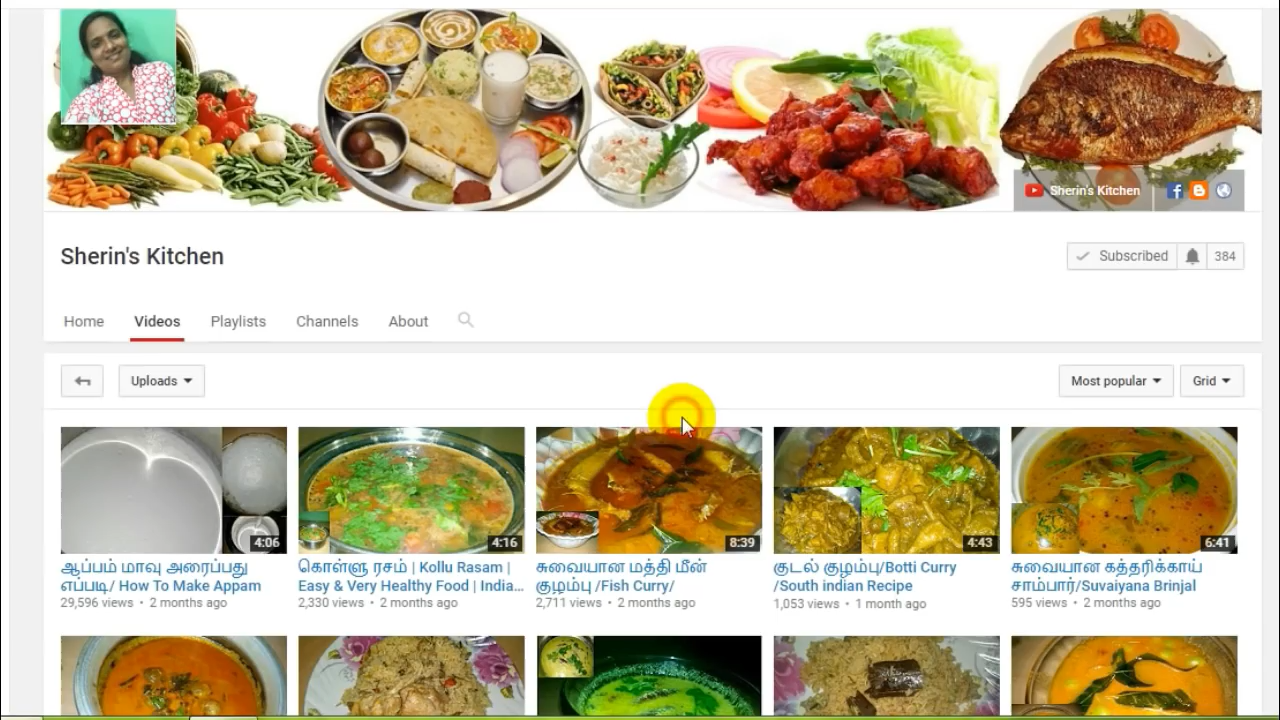 Sherin's Kitchen
Sherin's Kitchen
Subscribed
384
Home
Videos
Playlists
Channels
About
Uploads
Most popular
Grid
4:06
4:16
8:39
4:43
6:41
ஆப்பம் மாவு அரைப்பது
எப்படி/ How To Make Appam
29,596 views • 2 months ago
கொள்ளு ரசம் | Kollu Rasam |
Easy & Very Healthy Food | India...
2,330 views • 2 months ago
சுவையான மத்தி மீன்
குழம்பு /Fish Curry/
2,711 views • 2 months ago
குடல் குழம்பு/Botti Curry
/South indian Recipe
1,053 views • 1 month ago
சுவையான கத்தரிக்காய்
சாம்பார்/Suvaiyana Brinjal
595 views • 2 months ago